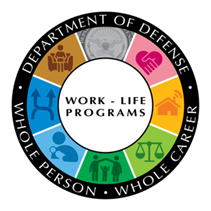 DEPARTMENT OF DEFENSE
WORK - LIFE
PROGRAMS
WHOLE PERSON • WHOLE CAREER